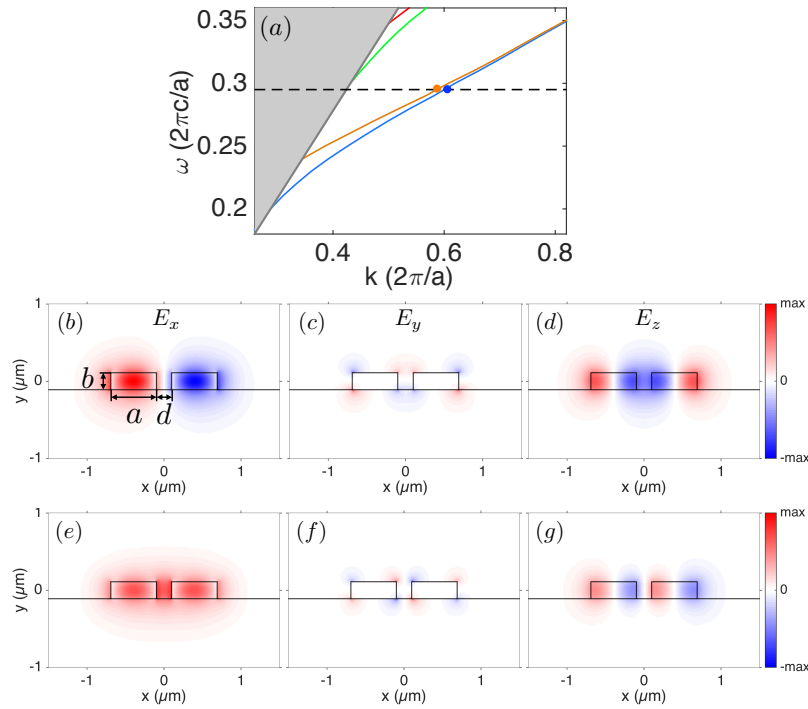 (a)
0.35
0.3
0.25
0.2
ω (2πc/a)
0.4 0.6 0.8
k (2π/a)
(b) E_x (c) E_y (d) E_z
1
0
-1
y (μm)
b
a d
-1 0 1 -1 0 1 -1 0 1
x (μm) x (μm) x (μm)
max
-max
(e) (f) (g)
1
0
-1
y (μm)
-1 0 1 -1 0 1 -1 0 1
x (μm) x (μm) x (μm)
max
-max